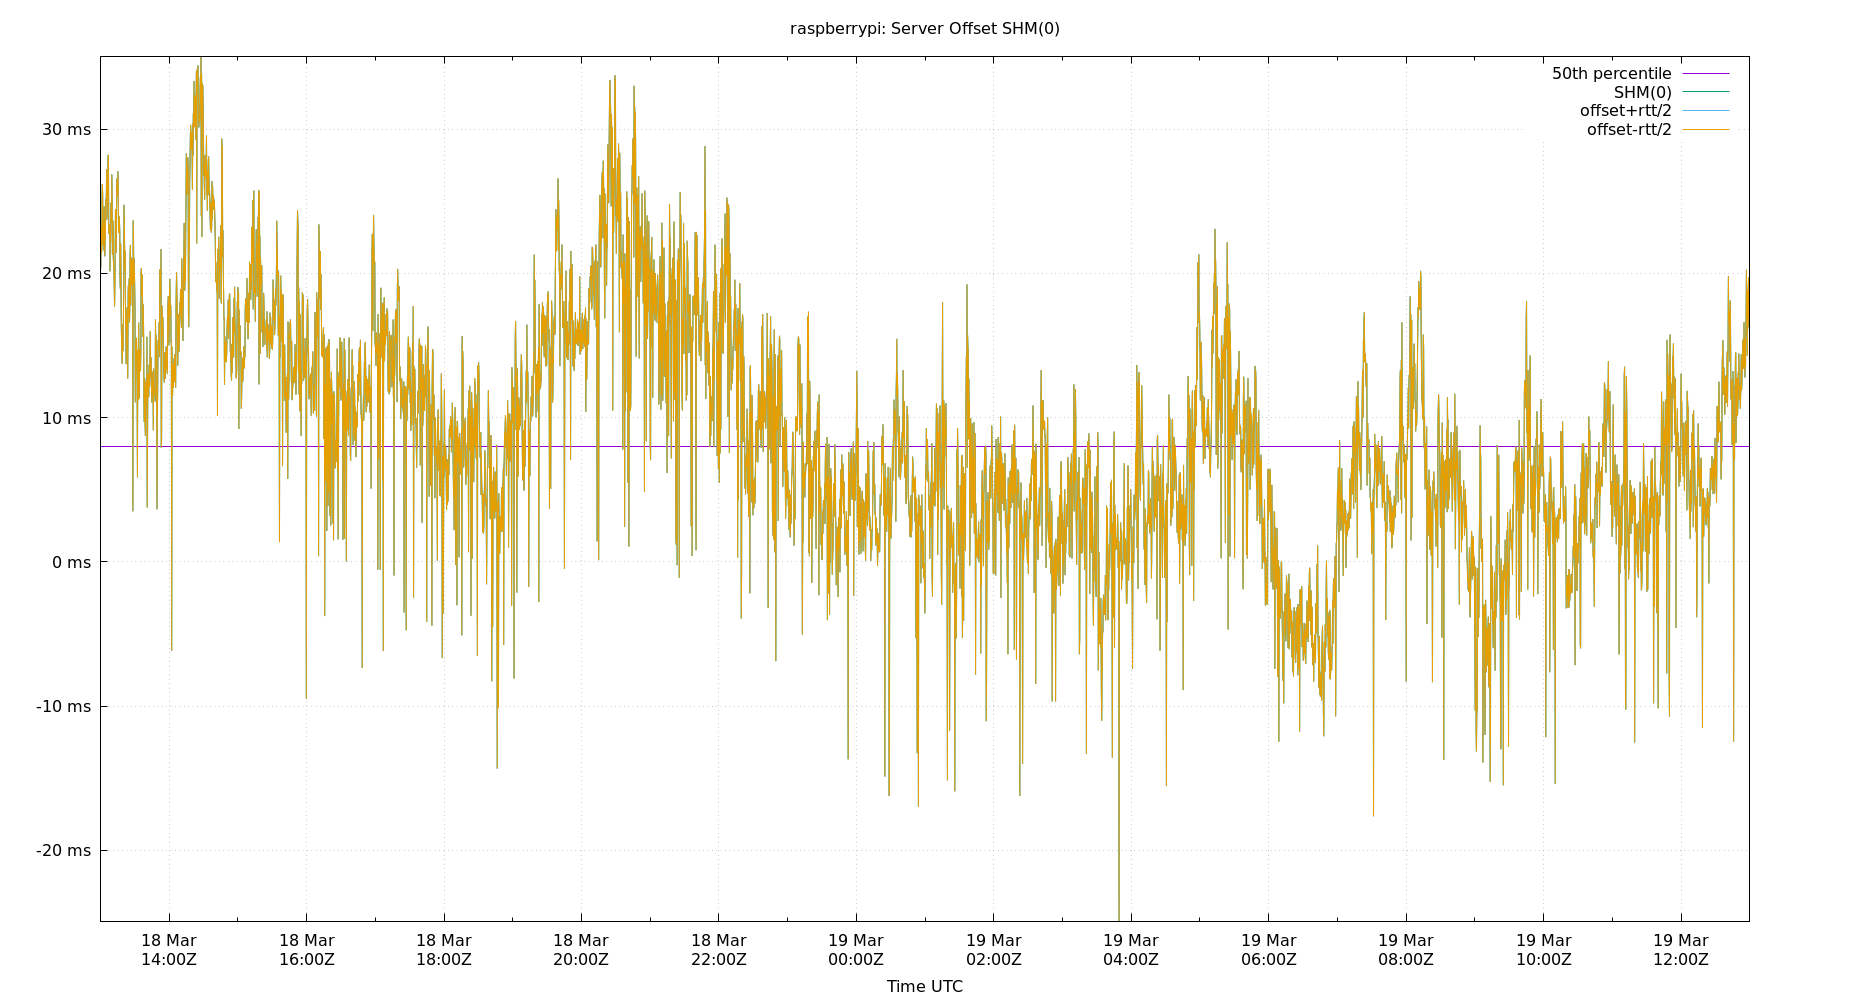 raspberrypi: Server Offset SHM(0)
50th percentile
SHM(0)
offset+rtt/2
offset-rtt/2
30 ms
20 ms
10 ms
0 ms
-10 ms
-20 ms
18 Mar 18 Mar 18 Mar 18 Mar 18 Mar 19 Mar 19 Mar 19 Mar 19 Mar 19 Mar 19 Mar 19 Mar
14:00Z 16:00Z 18:00Z 20:00Z 22:00Z 00:00Z 02:00Z 04:00Z 06:00Z 08:00Z 10:00Z 12:00Z
Time UTC